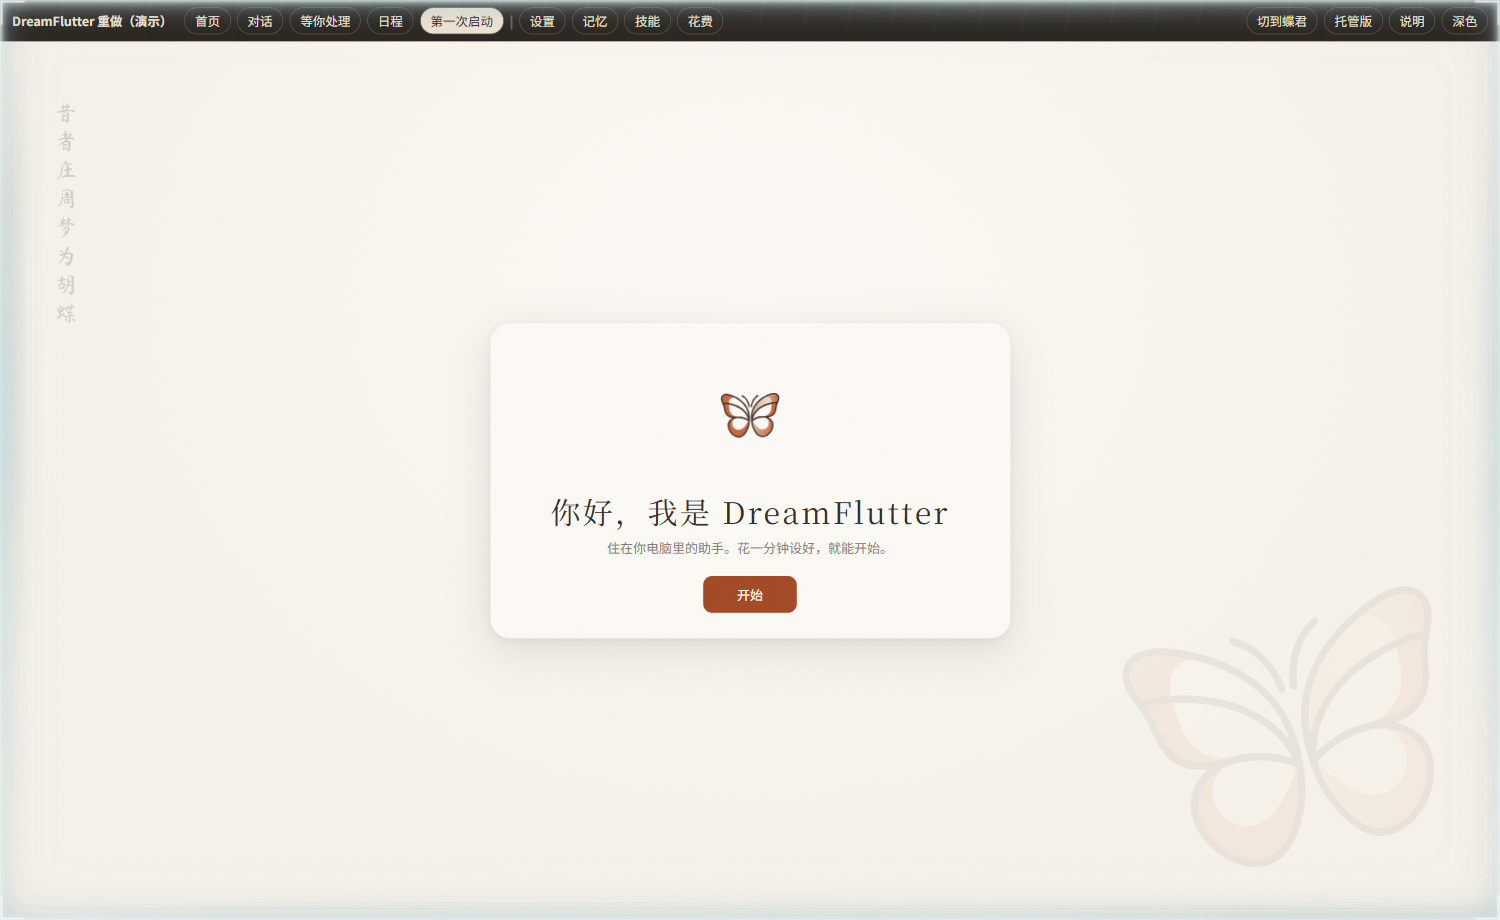 DreamFlutter 重做（演示） 首页 对话 等你处理 日程 第一次启动 | 设置 记忆 技能 花费 切到蝶君 托管版 说明 深色
昔者庄周梦为胡蝶
你好，我是 DreamFlutter
住在你电脑里的助手。花一分钟设好，就能开始。
开始